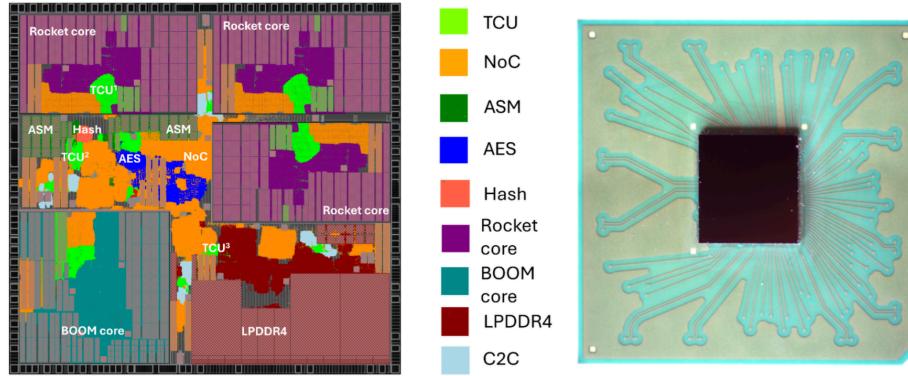 Rocket core
Rocket core
TCU¹
ASM
Hash
ASM
TCU²
AES
NoC
Rocket core
TCU³
BOOM core
LPDDR4
TCU
NoC
ASM
AES
Hash
Rocket
core
BOOM
core
LPDDR4
C2C